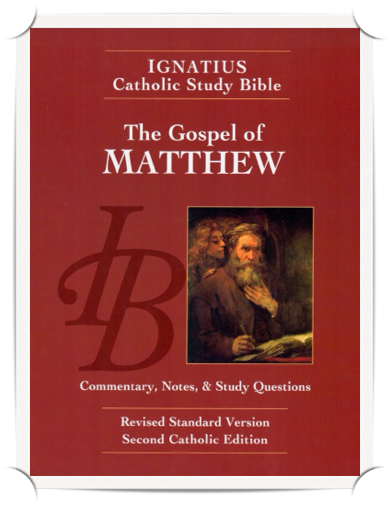 IGNATIUS
Catholic Study Bible
The Gospel of
MATTHEW
IB
Commentary, Notes, & Study Questions
Revised Standard Version
Second Catholic Edition